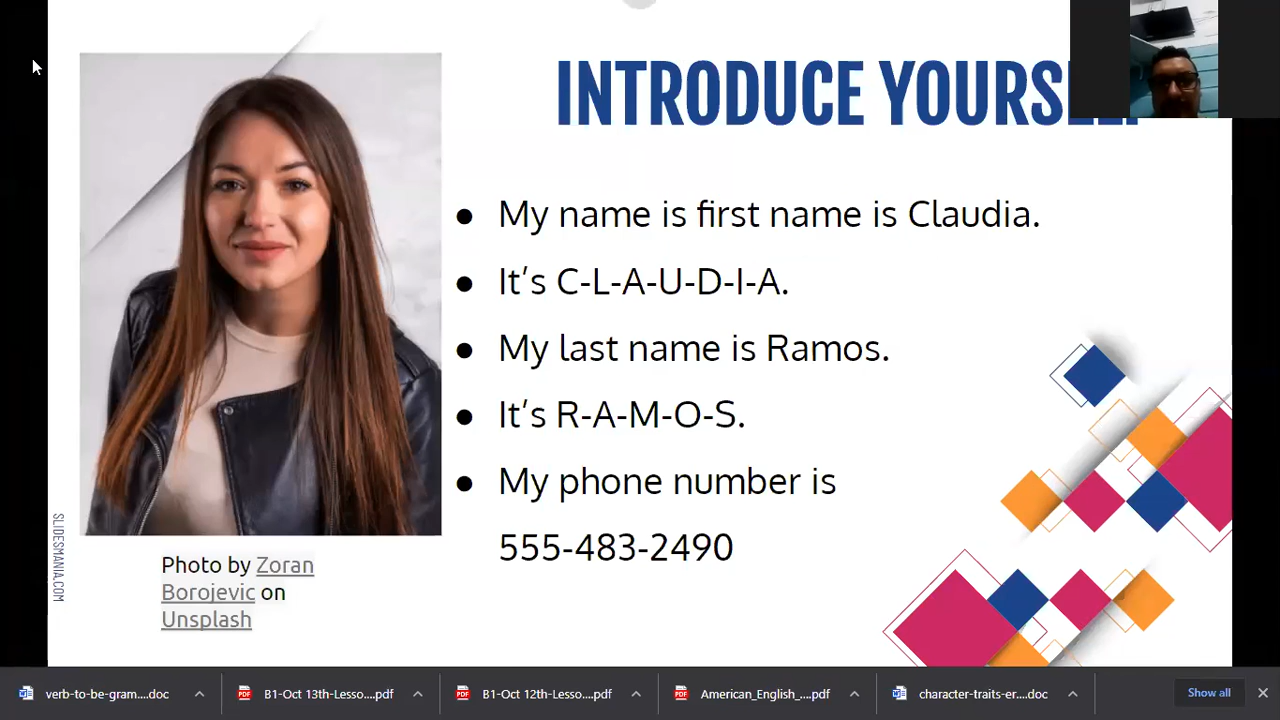 INTRODUCE YOURSELF
My name is first name is Claudia.
It's C-L-A-U-D-I-A.
My last name is Ramos.
It's R-A-M-O-S.
My phone number is
555-483-2490
SLIDESMANIA.COM
Photo by Zoran
Borojevic on
Unsplash
verb-to-be-gram....doc
B1-Oct 13th-Lesso....pdf
B1-Oct 12th-Lesso....pdf
American_English_....pdf
character-traits-er....doc
Show all